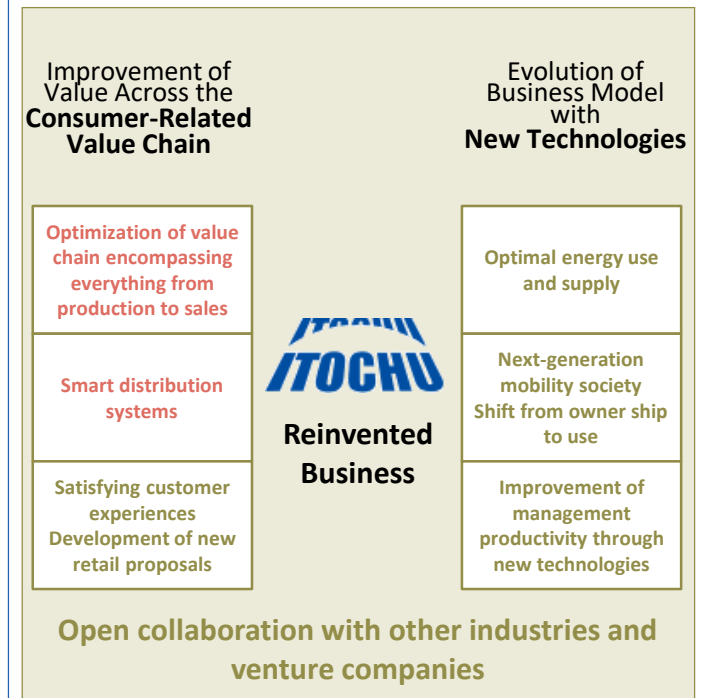 Improvement of
Value Across the
Consumer-Related
Value Chain
Optimization of value
chain encompassing
everything from
production to sales
Smart distribution
systems
Satisfying customer
experiences
Development of new
retail proposals
ITOCHU
ITOCHU
Reinvented
Business
Evolution of
Business Model
with
New Technologies
Optimal energy use
and supply
Next-generation
mobility society
Shift from owner ship
to use
Improvement of
management
productivity through
new technologies
Open collaboration with other industries and
venture companies